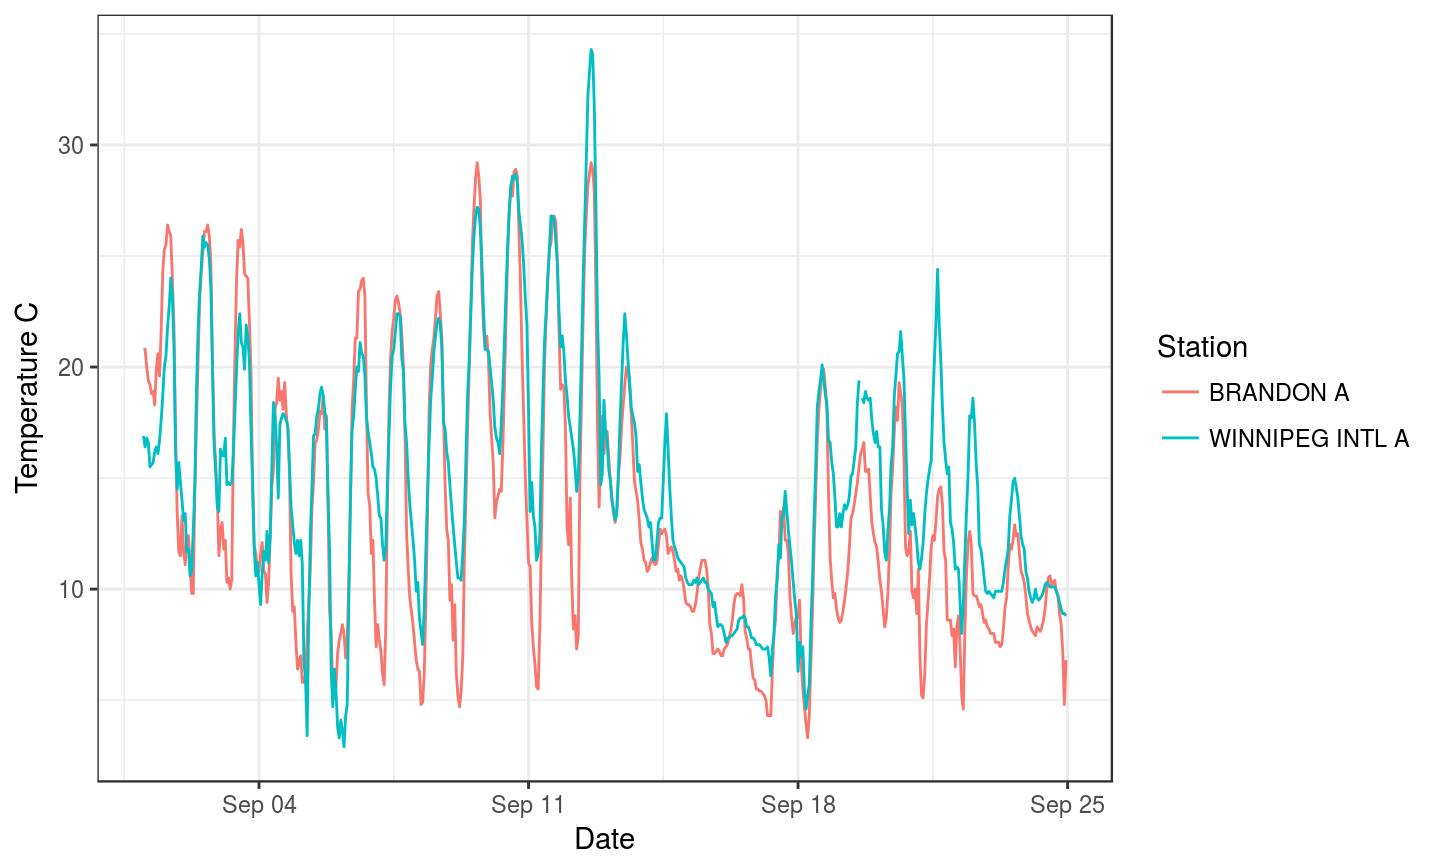 30
20
10
Temperature C
Sep 04
Sep 11
Sep 18
Sep 25
Date
Station
BRANDON A
WINNIPEG INTL A